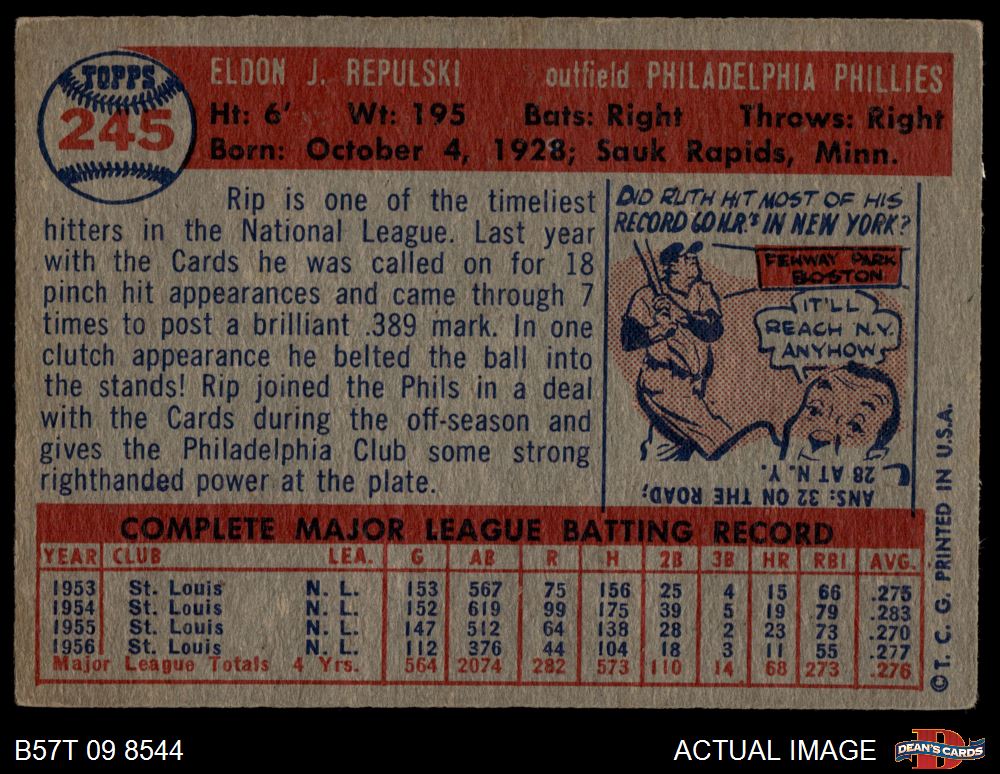 TOPPS
245
ELDON J. REPULSKI outfield PHILADELPHIA PHILLIES
Ht: 6' Wt: 195 Bats: Right Throws: Right
Born: October 4, 1928; Sauk Rapids, Minn.
Rip is one of the timeliest
hitters in the National League. Last year
with the Cards he was called on for 18
pinch hit appearances and came through 7
times to post a brilliant .389 mark. In one
clutch appearance he belted the ball into
the stands! Rip joined the Phils in a deal
with the Cards during the off-season and
gives the Philadelphia Club some strong
righthanded power at the plate.
DID RUTH HIT MOST OF HIS
RECORD 60 H.R.'S IN NEW YORK?
FENWAY PARK
BOSTON
IT'LL
REACH N.Y.
ANYHOW
ANS: 32 ON THE ROAD;
28 AT N.Y.
COMPLETE MAJOR LEAGUE BATTING RECORD
YEAR CLUB LEA. G AB R H 2B 3B HR RBI AVG.
1953 St. Louis N. L. 153 567 75 156 25 4 15 66 .275
1954 St. Louis N. L. 152 619 99 175 39 5 19 79 .283
1955 St. Louis N. L. 147 512 64 138 28 2 23 73 .270
1956 St. Louis N. L. 112 376 44 104 18 3 11 55 .277
Major League Totals 4 Yrs. 564 2074 282 573 110 14 68 273 .276
©T. C. G. PRINTED IN U.S.A.
B57T 09 8544
ACTUAL IMAGE
D
DEAN'S CARDS